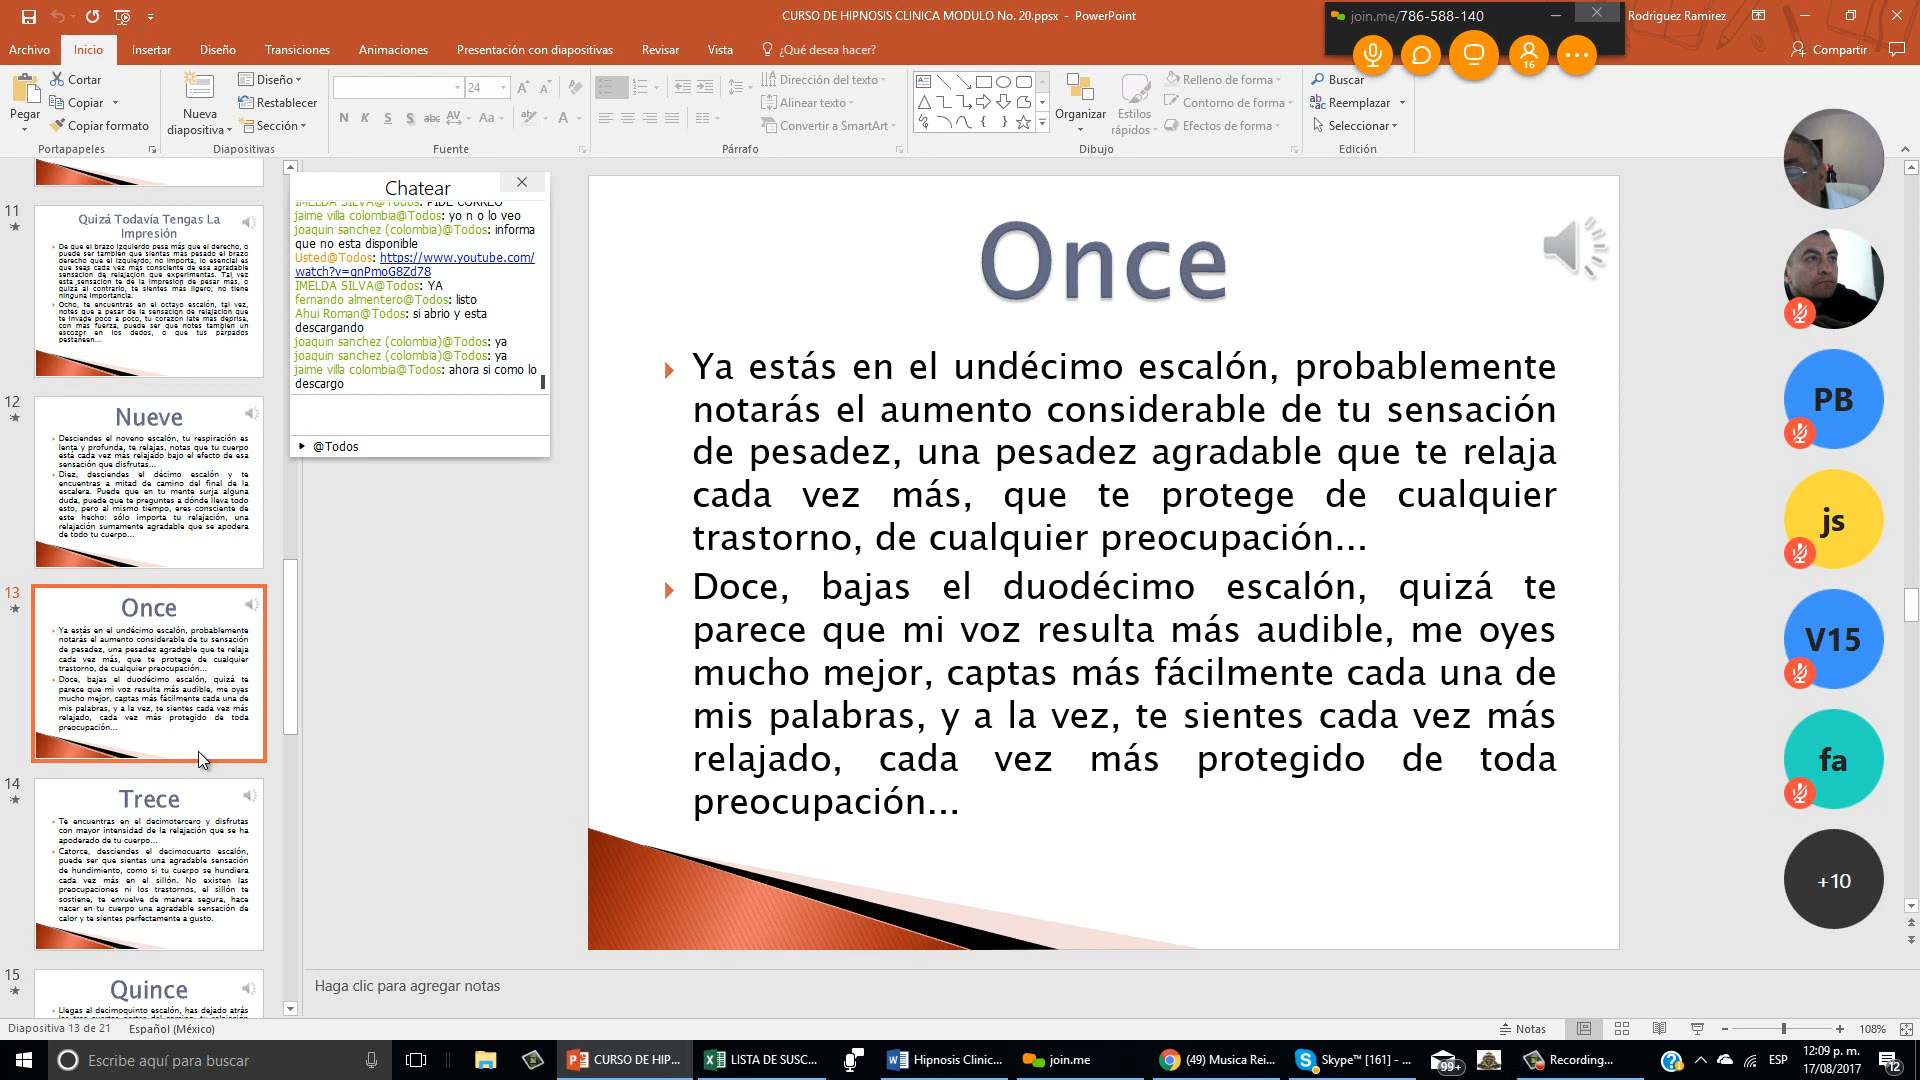 CURSO DE HIPNOSIS CLINICA MODULO No. 20.ppsx - PowerPoint
join.me/786-588-140
Rodriguez Ramirez
Archivo Inicio Insertar Diseño Transiciones Animaciones Presentación con diapositivas Revisar Vista ¿Qué desea hacer?
16
Compartir
Pegar
Cortar
Copiar
Copiar formato
Portapapeles
Nueva diapositiva
Diseño
Restablecer
Sección
Diapositivas
24
N K S S abc AV Aa A
Fuente
Dirección del texto
Alinear texto
Convertir a SmartArt
Párrafo
Organizar
Estilos rápidos
Relleno de forma
Contorno de forma
Efectos de forma
Dibujo
Buscar
Reemplazar
Seleccionar
Edición
11
Quizá Todavía Tengas La
Impresión
De que el brazo izquierdo pesa más que el derecho, o
puede ser también que sientas más pesado el brazo
derecho que el izquierdo; no importa, lo esencial es
que seas cada vez más consciente de esa agradable
sensación de relajación que experimentas. Tal vez
esta sensación te dé la impresión de pesar más, o
quizá al contrario, te sientes más ligero; no tiene
ninguna importancia.
Ocho, te encuentras en el octavo escalón, tal vez,
notes que a pesar de la sensación de relajación que
te invade poco a poco, tu corazón late más deprisa,
con más fuerza, puede ser que notes también un
escozor en los dedos, o que tus párpados
pestañeen...
12
Nueve
Desciendes el noveno escalón, tu respiración es
lenta y profunda, te relajas, notas que tu cuerpo
está cada vez más relajado bajo el efecto de esa
sensación que disfrutas...
Diez, desciendes el décimo escalón y te
encuentras a mitad de camino del final de la
escalera. Puede que en tu mente surja alguna
duda, puede que te preguntes a dónde lleva todo
esto, pero al mismo tiempo, eres consciente de
este hecho: sólo importa tu relajación, una
relajación sumamente agradable que se apodera
de todo tu cuerpo...
13
Once
Ya estás en el undécimo escalón, probablemente
notarás el aumento considerable de tu sensación
de pesadez, una pesadez agradable que te relaja
cada vez más, que te protege de cualquier
trastorno, de cualquier preocupación...
Doce, bajas el duodécimo escalón, quizá te
parece que mi voz resulta más audible, me oyes
mucho mejor, captas más fácilmente cada una de
mis palabras, y a la vez, te sientes cada vez más
relajado, cada vez más protegido de toda
preocupación...
14
Trece
Te encuentras en el decimotercero y disfrutas
con mayor intensidad de la relajación que se ha
apoderado de tu cuerpo...
Catorce, desciendes el decimocuarto escalón,
puede ser que sientas una agradable sensación
de hundimiento, como si tu cuerpo se hundiera
cada vez más en el sillón. No existen las
preocupaciones ni los trastornos, el sillón te
sostiene, te envuelve de manera segura, hace
nacer en tu cuerpo una agradable sensación de
calor y te sientes perfectamente a gusto.
15
Quince
Llegas al decimoquinto escalón, has dejado atrás
Chatear
IMELDA SILVA@Todos: PIDE CORREO
jaime villa colombia@Todos: yo n o lo veo
joaquin sanchez (colombia)@Todos: informa
que no esta disponible
Usted@Todos: https://www.youtube.com/
watch?v=qnPmoG8Zd78
IMELDA SILVA@Todos: YA
fernando almentero@Todos: listo
Ahui Roman@Todos: si abrio y esta
descargando
joaquin sanchez (colombia)@Todos: ya
joaquin sanchez (colombia)@Todos: ya
jaime villa colombia@Todos: ahora si como lo
descargo
@Todos
Once
Ya estás en el undécimo escalón, probablemente
notarás el aumento considerable de tu sensación
de pesadez, una pesadez agradable que te relaja
cada vez más, que te protege de cualquier
trastorno, de cualquier preocupación...
Doce, bajas el duodécimo escalón, quizá te
parece que mi voz resulta más audible, me oyes
mucho mejor, captas más fácilmente cada una de
mis palabras, y a la vez, te sientes cada vez más
relajado, cada vez más protegido de toda
preocupación...
PB
js
V15
fa
+10
Haga clic para agregar notas
Diapositiva 13 de 21 Español (México)
Notas
108%
Escribe aquí para buscar
CURSO DE HIP...
LISTA DE SUSC...
Hipnosis Clinic...
join.me
(49) Musica Rei...
Skype™ [161] - ...
99+
Recording...
ESP
12:09 p. m.
17/08/2017
12